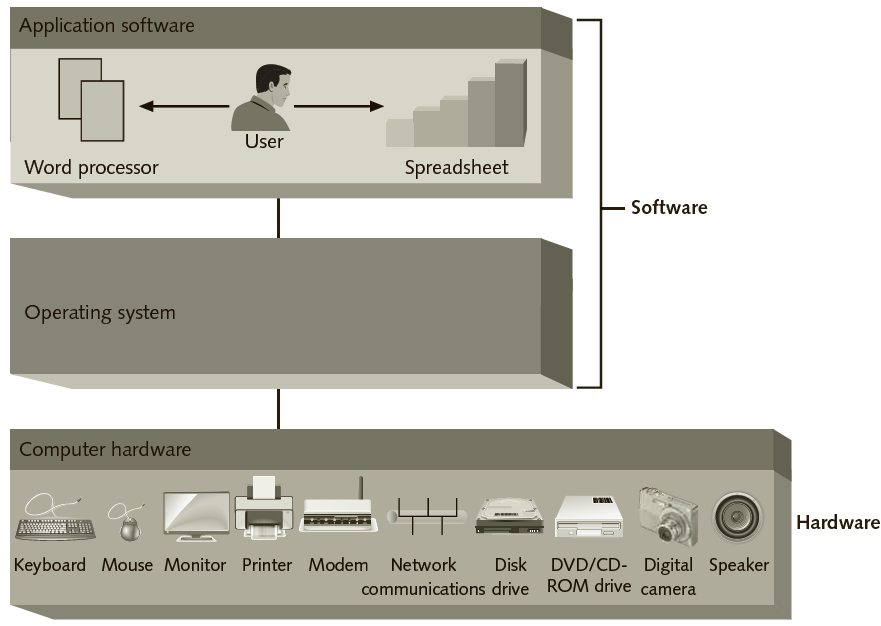 Application software
User
Word processor
Spreadsheet
Software
Operating system
Computer hardware
Hardware
Keyboard
Mouse
Monitor
Printer
Modem
Network
communications
Disk
drive
DVD/CD-
ROM drive
Digital
camera
Speaker